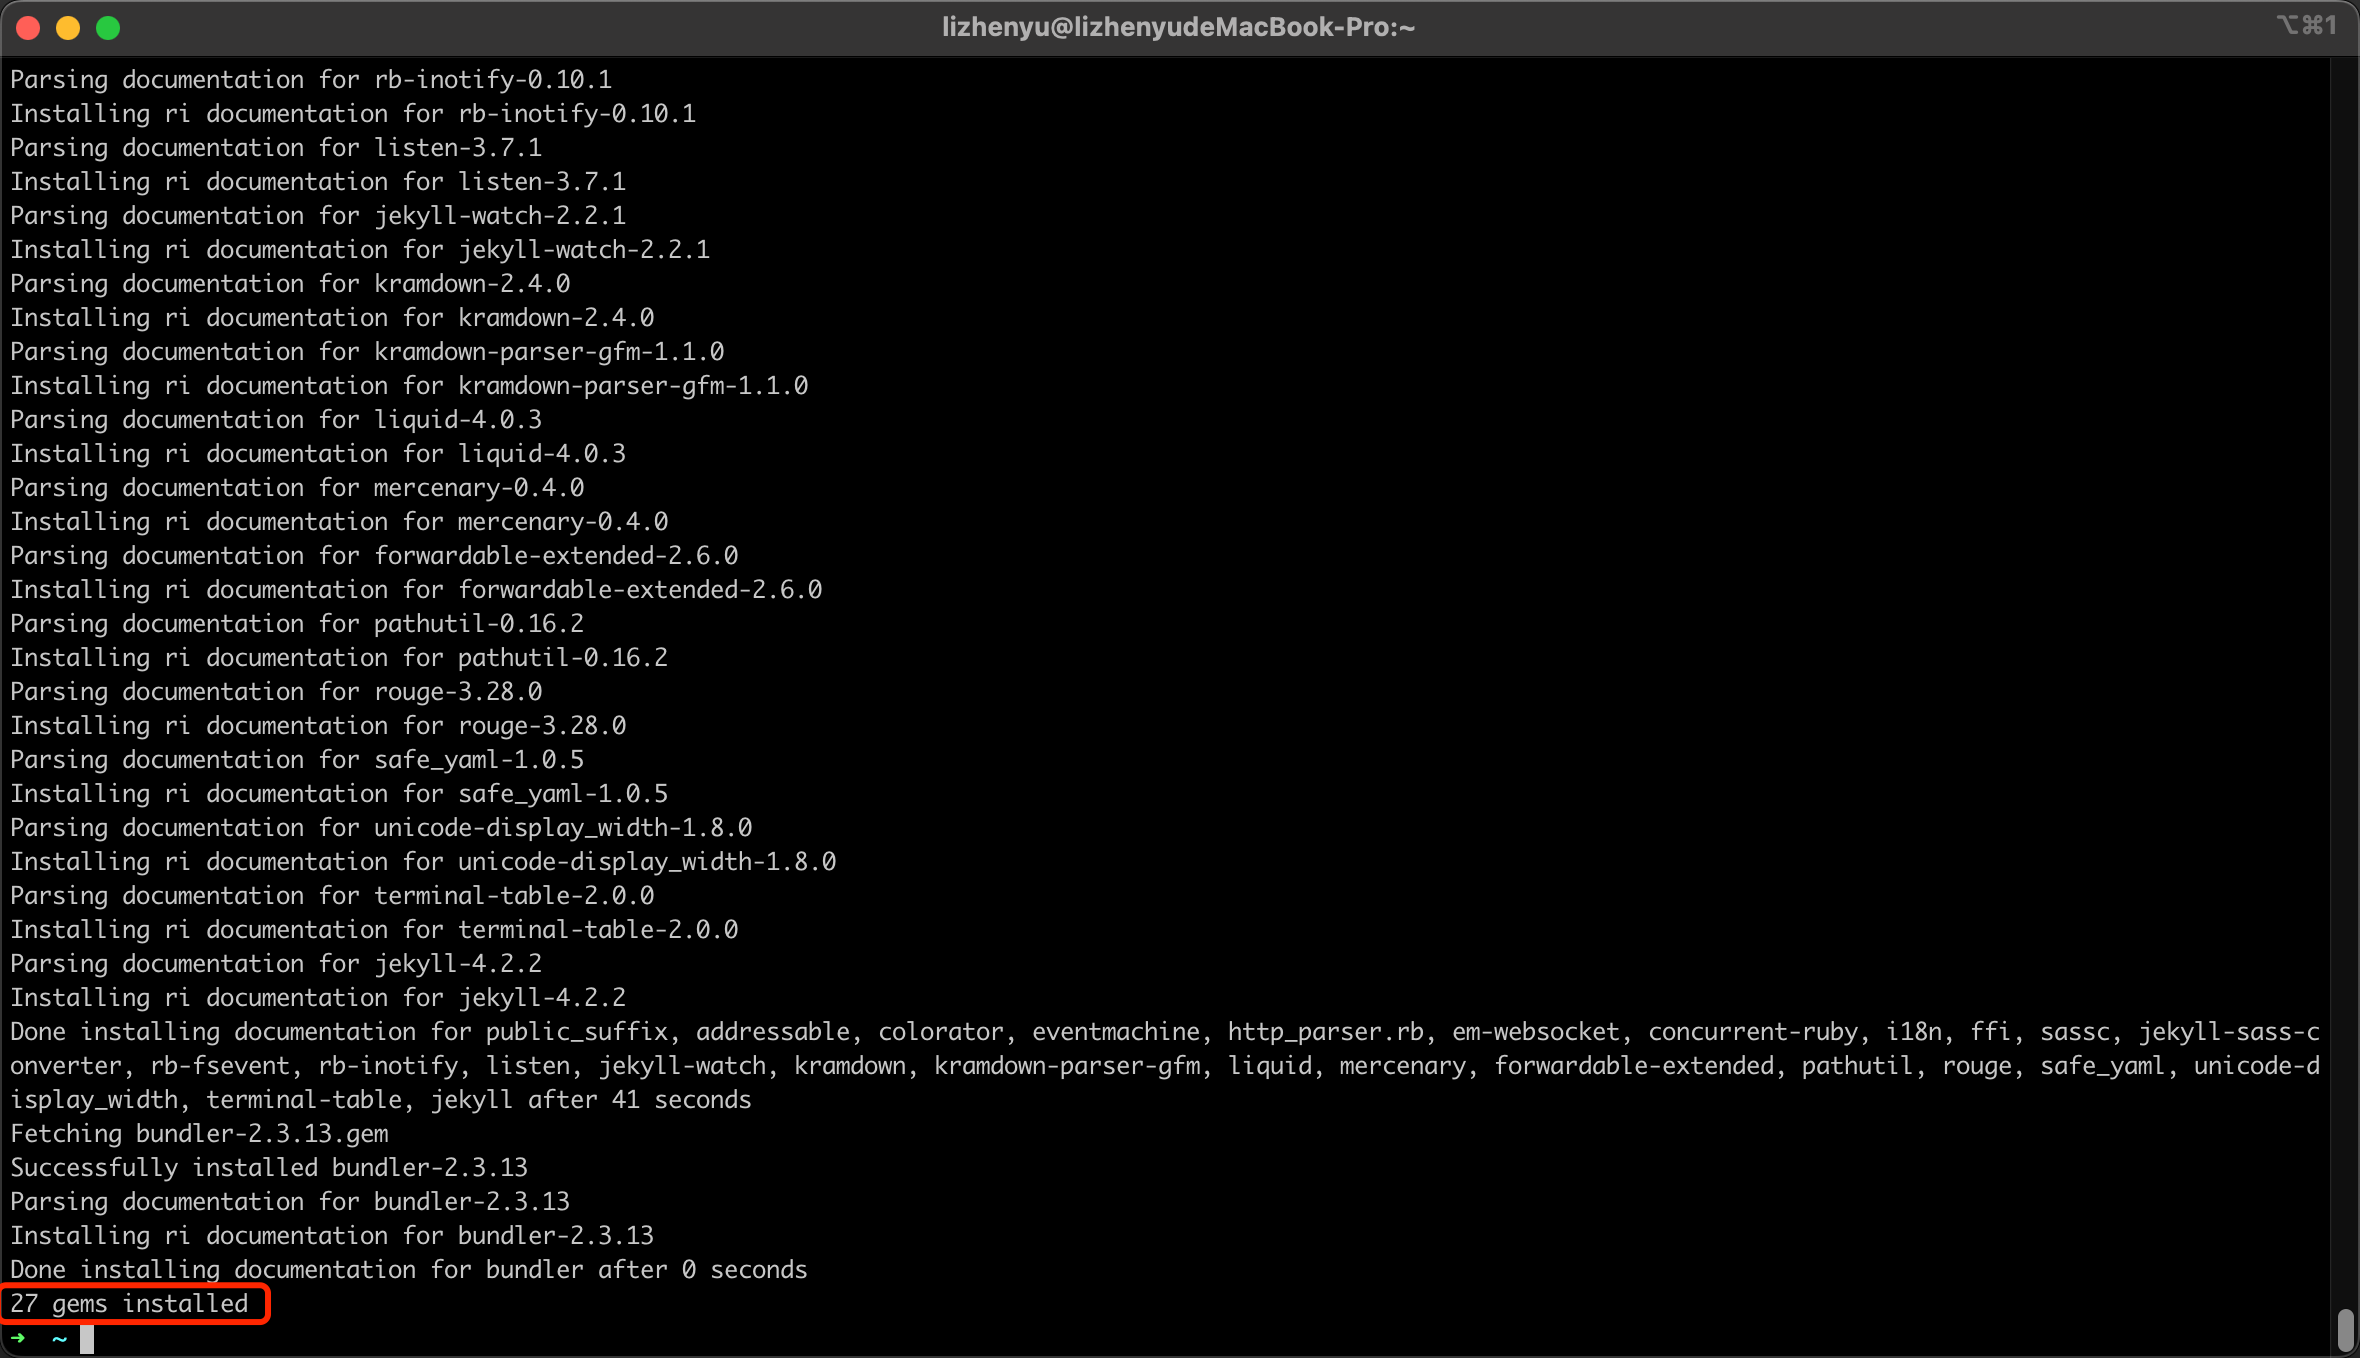 lizhenyu@lizhenyudeMacBook-Pro:~
⌥⌘1
Parsing documentation for rb-inotify-0.10.1
Installing ri documentation for rb-inotify-0.10.1
Parsing documentation for listen-3.7.1
Installing ri documentation for listen-3.7.1
Parsing documentation for jekyll-watch-2.2.1
Installing ri documentation for jekyll-watch-2.2.1
Parsing documentation for kramdown-2.4.0
Installing ri documentation for kramdown-2.4.0
Parsing documentation for kramdown-parser-gfm-1.1.0
Installing ri documentation for kramdown-parser-gfm-1.1.0
Parsing documentation for liquid-4.0.3
Installing ri documentation for liquid-4.0.3
Parsing documentation for mercenary-0.4.0
Installing ri documentation for mercenary-0.4.0
Parsing documentation for forwardable-extended-2.6.0
Installing ri documentation for forwardable-extended-2.6.0
Parsing documentation for pathutil-0.16.2
Installing ri documentation for pathutil-0.16.2
Parsing documentation for rouge-3.28.0
Installing ri documentation for rouge-3.28.0
Parsing documentation for safe_yaml-1.0.5
Installing ri documentation for safe_yaml-1.0.5
Parsing documentation for unicode-display_width-1.8.0
Installing ri documentation for unicode-display_width-1.8.0
Parsing documentation for terminal-table-2.0.0
Installing ri documentation for terminal-table-2.0.0
Parsing documentation for jekyll-4.2.2
Installing ri documentation for jekyll-4.2.2
Done installing documentation for public_suffix, addressable, colorator, eventmachine, http_parser.rb, em-websocket, concurrent-ruby, i18n, ffi, sassc, jekyll-sass-c
onverter, rb-fsevent, rb-inotify, listen, jekyll-watch, kramdown, kramdown-parser-gfm, liquid, mercenary, forwardable-extended, pathutil, rouge, safe_yaml, unicode-d
isplay_width, terminal-table, jekyll after 41 seconds
Fetching bundler-2.3.13.gem
Successfully installed bundler-2.3.13
Parsing documentation for bundler-2.3.13
Installing ri documentation for bundler-2.3.13
Done installing documentation for bundler after 0 seconds
27 gems installed
➜ ~